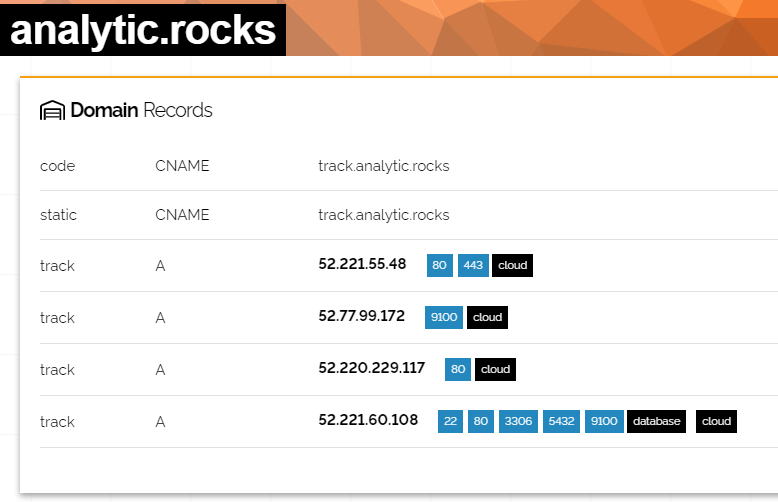 analytic.rocks
Domain Records
code CNAME track.analytic.rocks
static CNAME track.analytic.rocks
track A 52.221.55.48 80 443 cloud
track A 52.77.99.172 9100 cloud
track A 52.220.229.117 80 cloud
track A 52.221.60.108 22 80 3306 5432 9100 database cloud